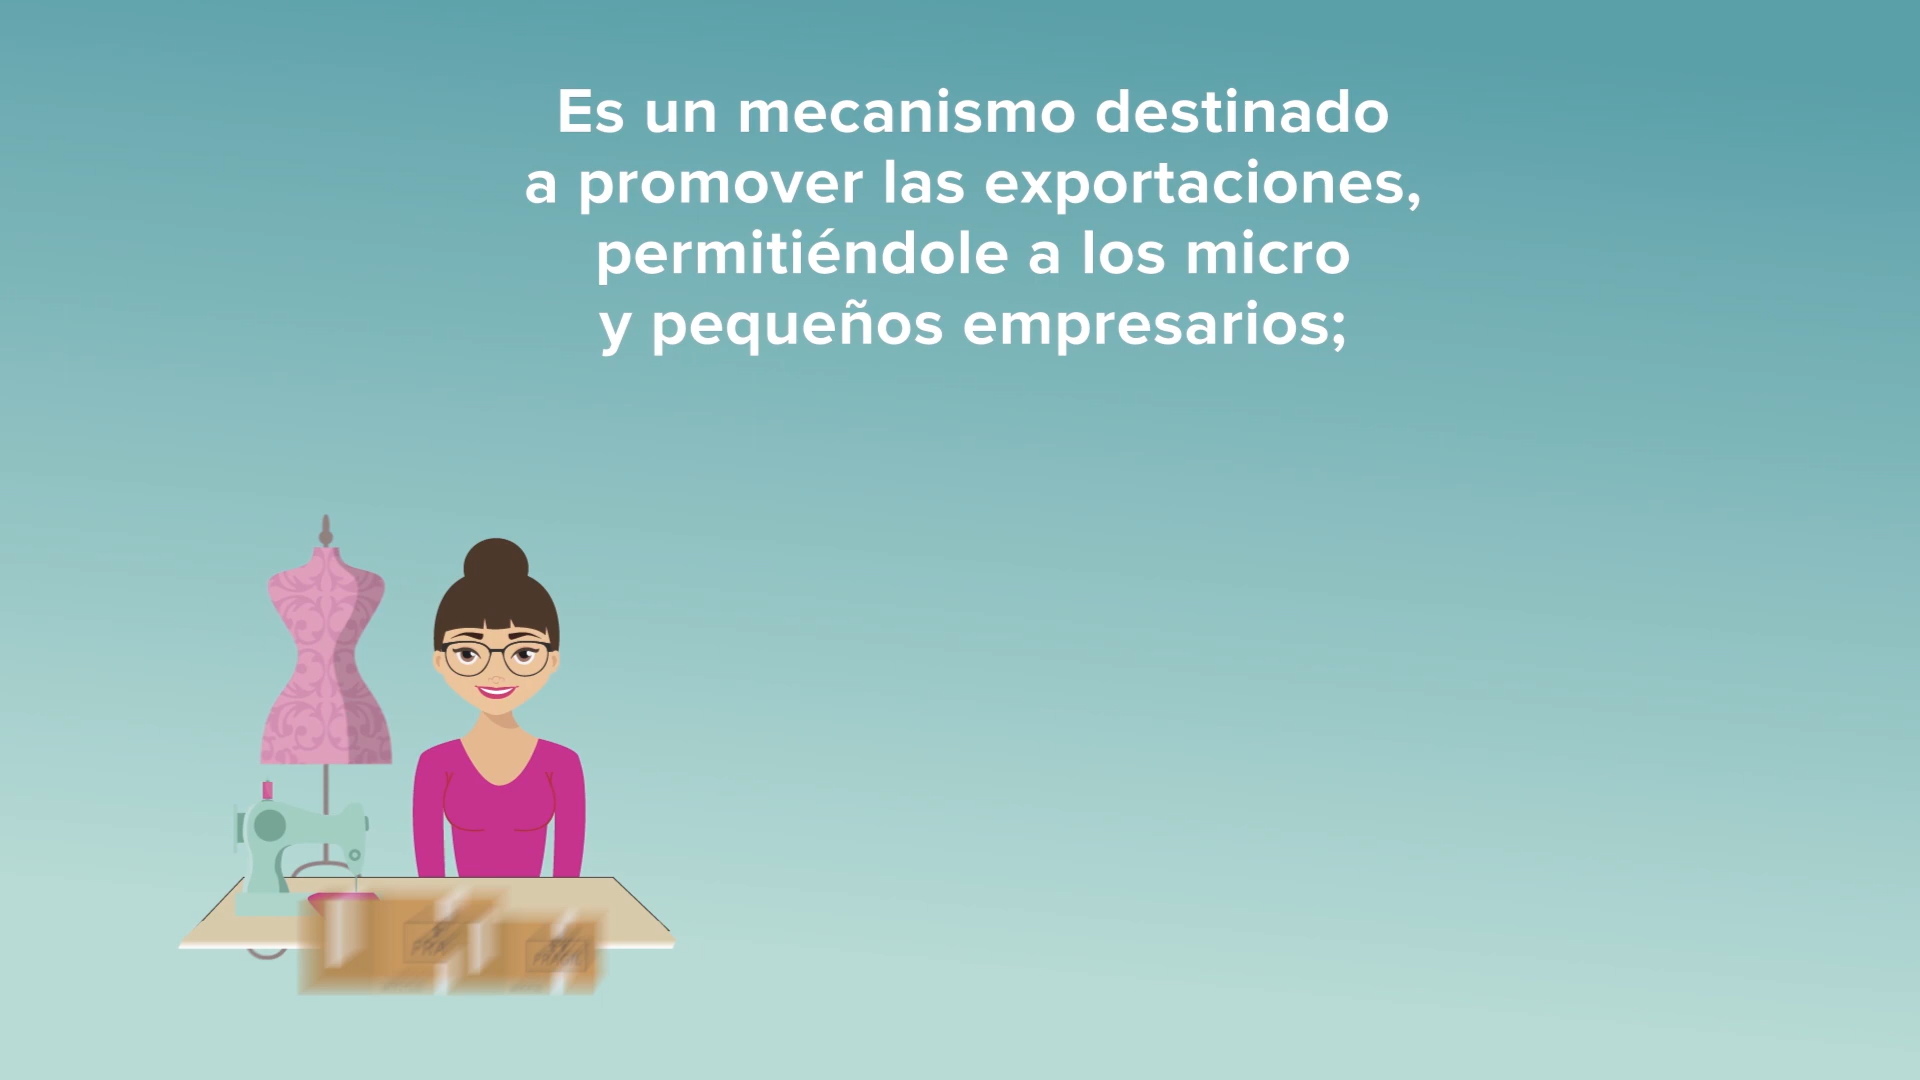 Es un mecanismo destinado
a promover las exportaciones,
permitiéndole a los micro
y pequeños empresarios;